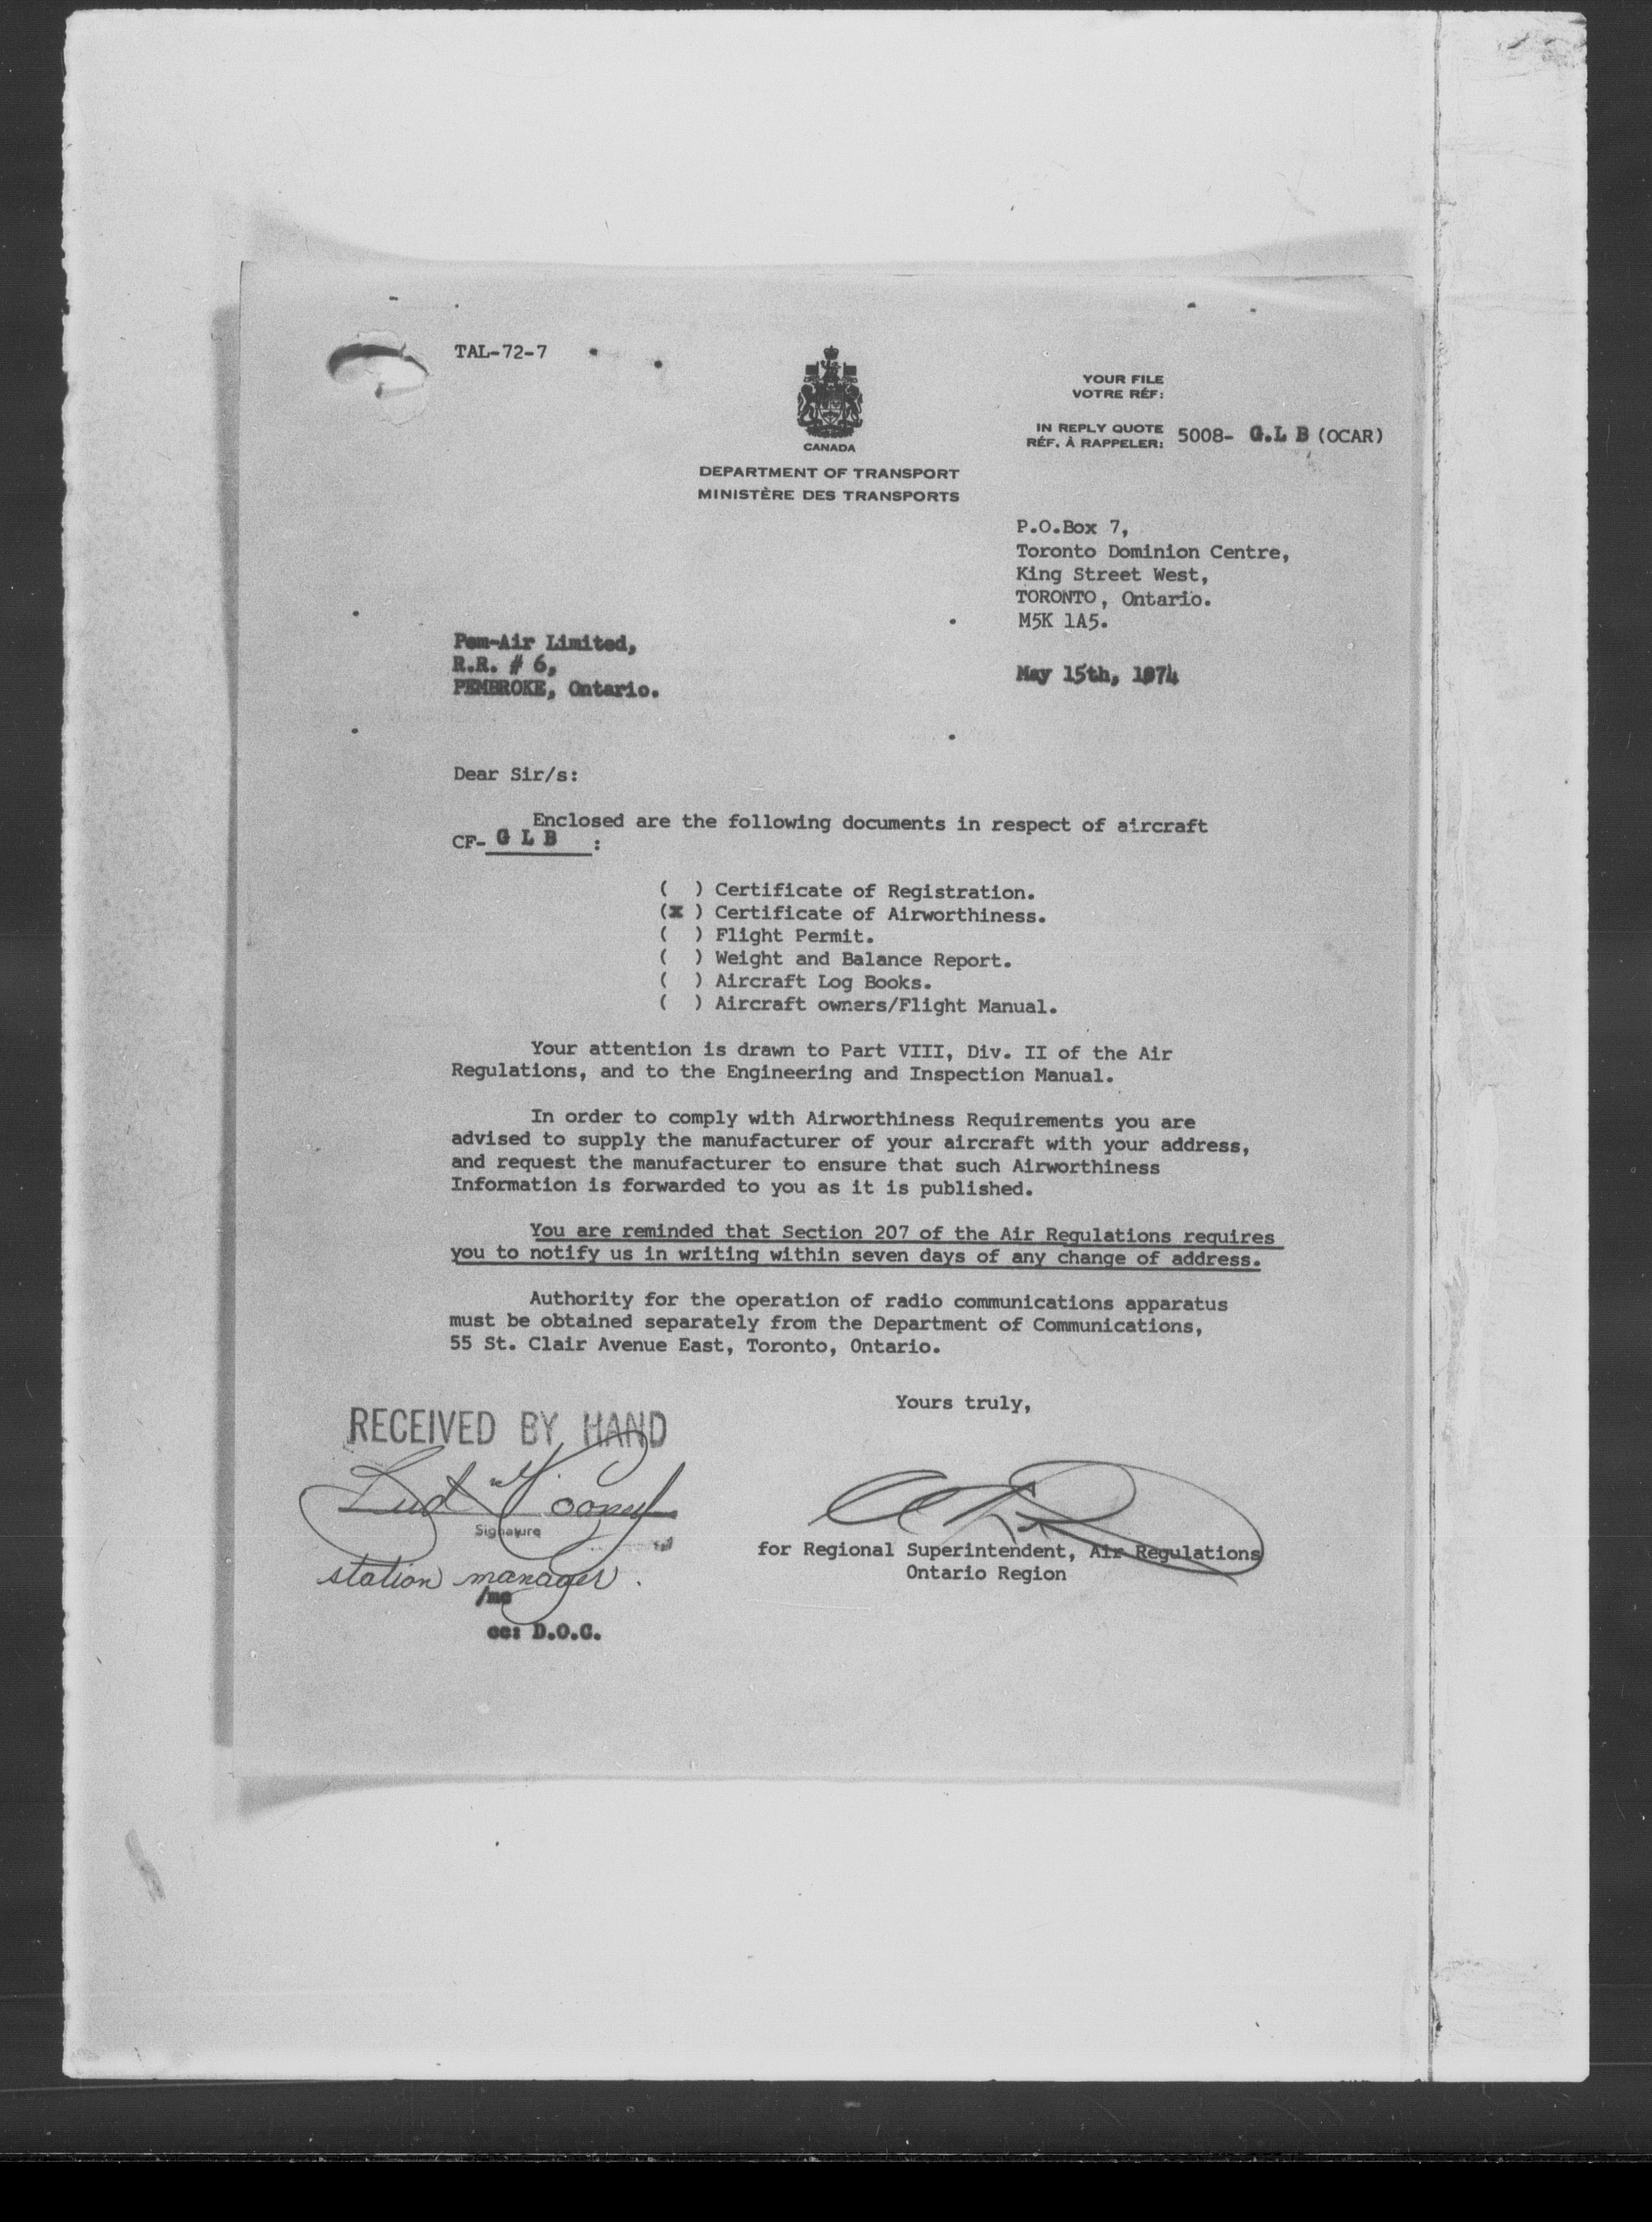 TAL-72-7
CANADA
DEPARTMENT OF TRANSPORT
MINISTÈRE DES TRANSPORTS
YOUR FILE
VOTRE RÉF:
IN REPLY QUOTE
RÉF. À RAPPELER: 5008- G.L B (OCAR)
P.O.Box 7,
Toronto Dominion Centre,
King Street West,
TORONTO, Ontario.
M5K 1A5.
Pem-Air Limited,
R.R. # 6,
PEMBROKE, Ontario.
May 15th, 1974
Dear Sir/s:
Enclosed are the following documents in respect of aircraft
CF- G L B :
( ) Certificate of Registration.
(x ) Certificate of Airworthiness.
( ) Flight Permit.
( ) Weight and Balance Report.
( ) Aircraft Log Books.
( ) Aircraft owners/Flight Manual.
Your attention is drawn to Part VIII, Div. II of the Air
Regulations, and to the Engineering and Inspection Manual.
In order to comply with Airworthiness Requirements you are
advised to supply the manufacturer of your aircraft with your address,
and request the manufacturer to ensure that such Airworthiness
Information is forwarded to you as it is published.
You are reminded that Section 207 of the Air Regulations requires
you to notify us in writing within seven days of any change of address.
Authority for the operation of radio communications apparatus
must be obtained separately from the Department of Communications,
55 St. Clair Avenue East, Toronto, Ontario.
Yours truly,
RECEIVED BY HAND
Signature
station manager.
for Regional Superintendent, Air Regulations
Ontario Region
cc: D.O.C.